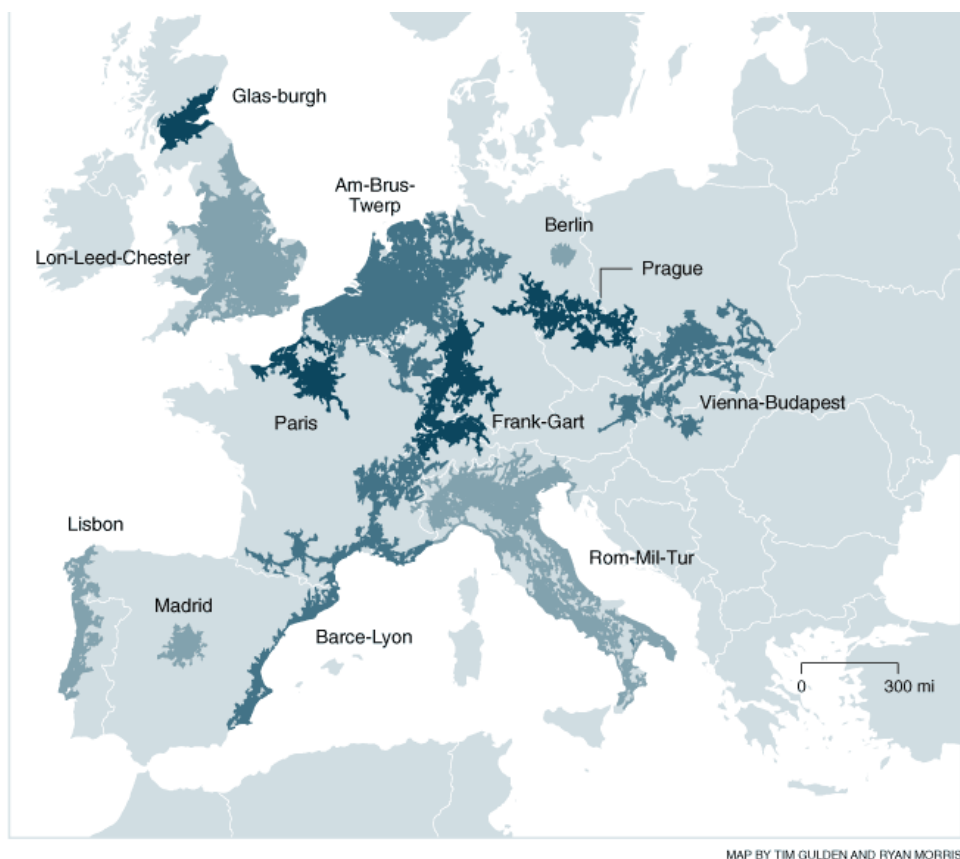 Glas-burgh
Am-Brus-
Twerp
Berlin
Lon-Leed-Chester
Prague
Vienna-Budapest
Paris
Frank-Gart
Lisbon
Rom-Mil-Tur
Madrid
Barce-Lyon
0 300 mi
MAP BY TIM GULDEN AND RYAN MORRIS